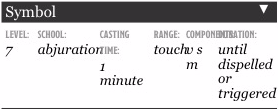 Symbol ▼
LEVEL: SCHOOL: CASTING TIME: RANGE: COMPONENTS: DURATION:
7 abjuration 1 minute touch v s m until dispelled or triggered